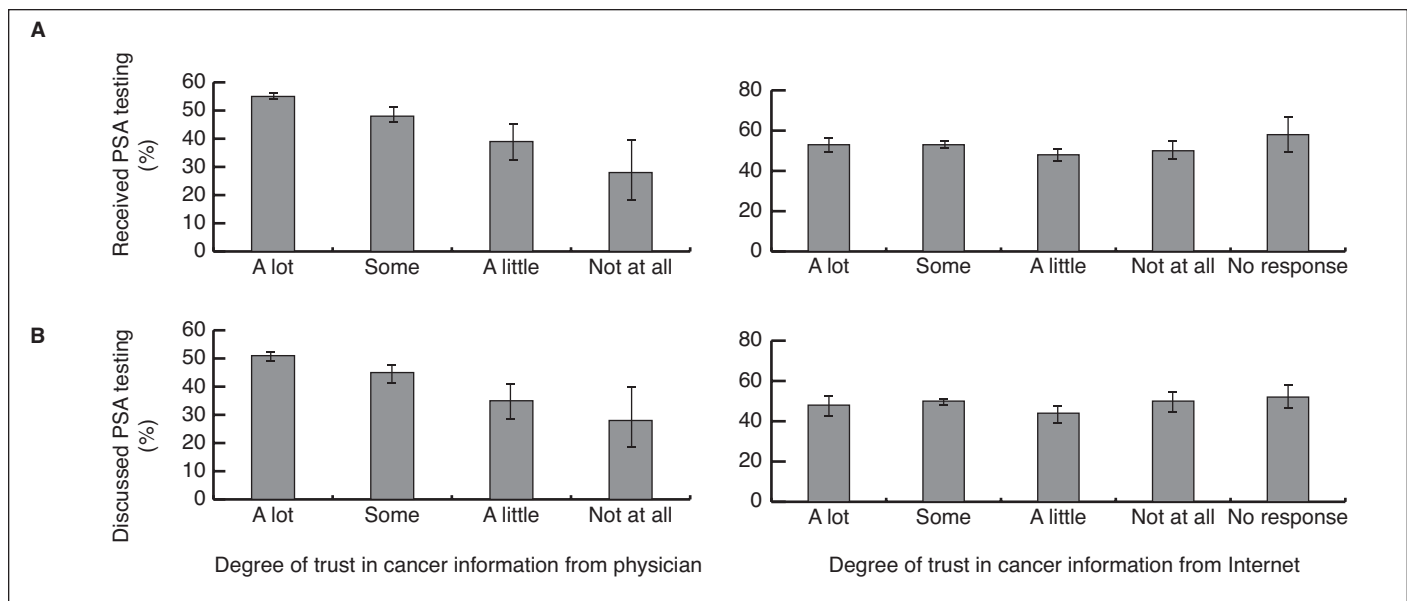 A
Received PSA testing
(%)
60
50
40
30
20
10
0
A lot Some A little Not at all
80
60
40
20
0
A lot Some A little Not at all No response
B
Discussed PSA testing
(%)
60
50
40
30
20
10
0
A lot Some A little Not at all
Degree of trust in cancer information from physician
80
60
40
20
0
A lot Some A little Not at all No response
Degree of trust in cancer information from Internet